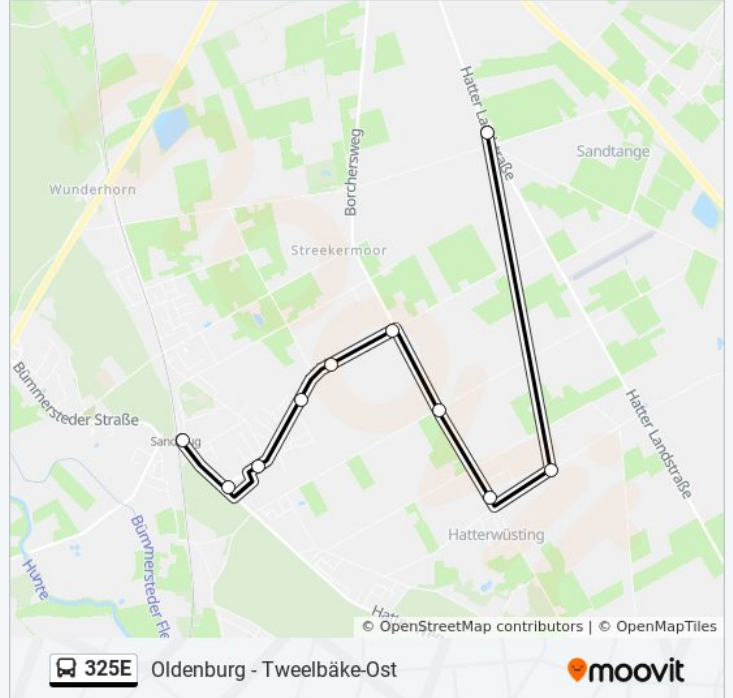 Hatter Landstraße
Sandtange
Borchersweg
Wunderhorn
Streekermoor
Bümmersteder Straße
Hatter Landstraße
Hatterwüsting
Hunte
Bümmersteder Fle
© OpenStreetMap contributors | © OpenMapTiles
325E Oldenburg - Tweelbäke-Ost
moovit